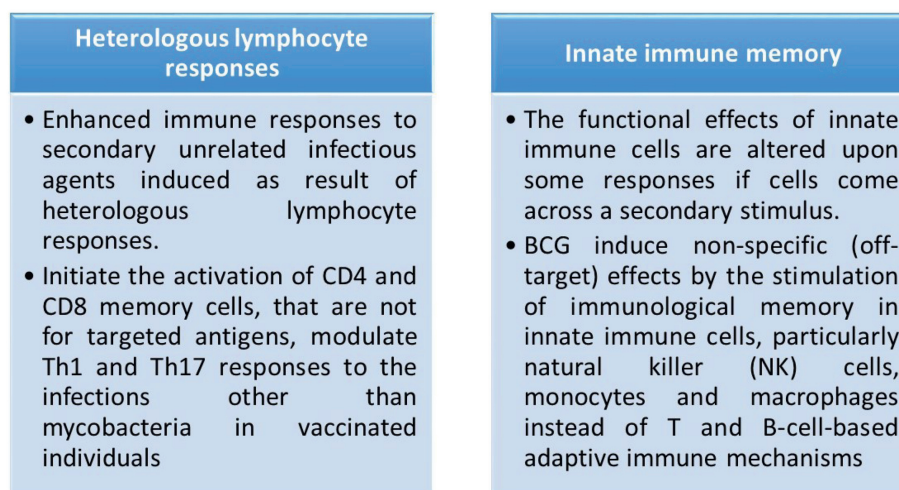 Heterologous lymphocyte
responses
• Enhanced immune responses to
secondary unrelated infectious
agents induced as result of
heterologous lymphocyte
responses.
• Initiate the activation of CD4 and
CD8 memory cells, that are not
for targeted antigens, modulate
Th1 and Th17 responses to the
infections other than
mycobacteria in vaccinated
individuals
Innate immune memory
• The functional effects of innate
immune cells are altered upon
some responses if cells come
across a secondary stimulus.
• BCG induce non-specific (off-
target) effects by the stimulation
of immunological memory in
innate immune cells, particularly
natural killer (NK) cells,
monocytes and macrophages
instead of T and B-cell-based
adaptive immune mechanisms